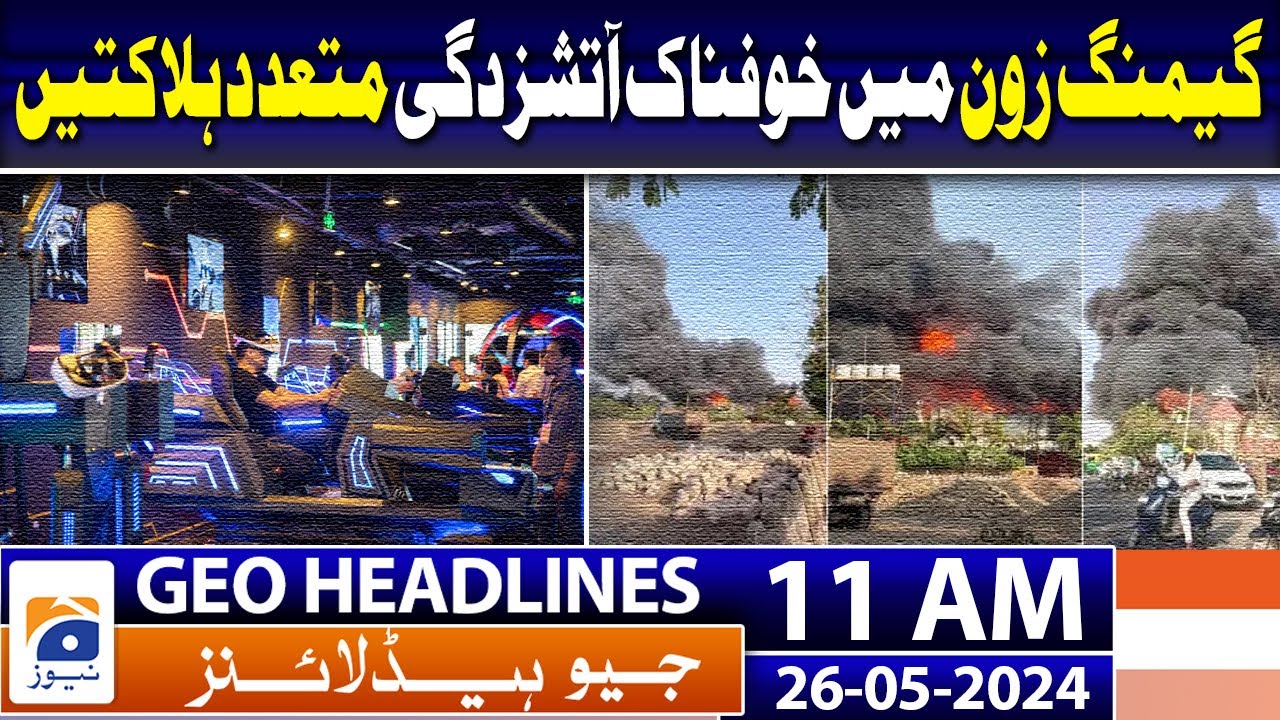 گیمنگ زون میں خوفناک آتشزدگی متعدد ہلاکتیں
GEO HEADLINES
11 AM
جیو ہیڈلائنز
نیوز
26-05-2024